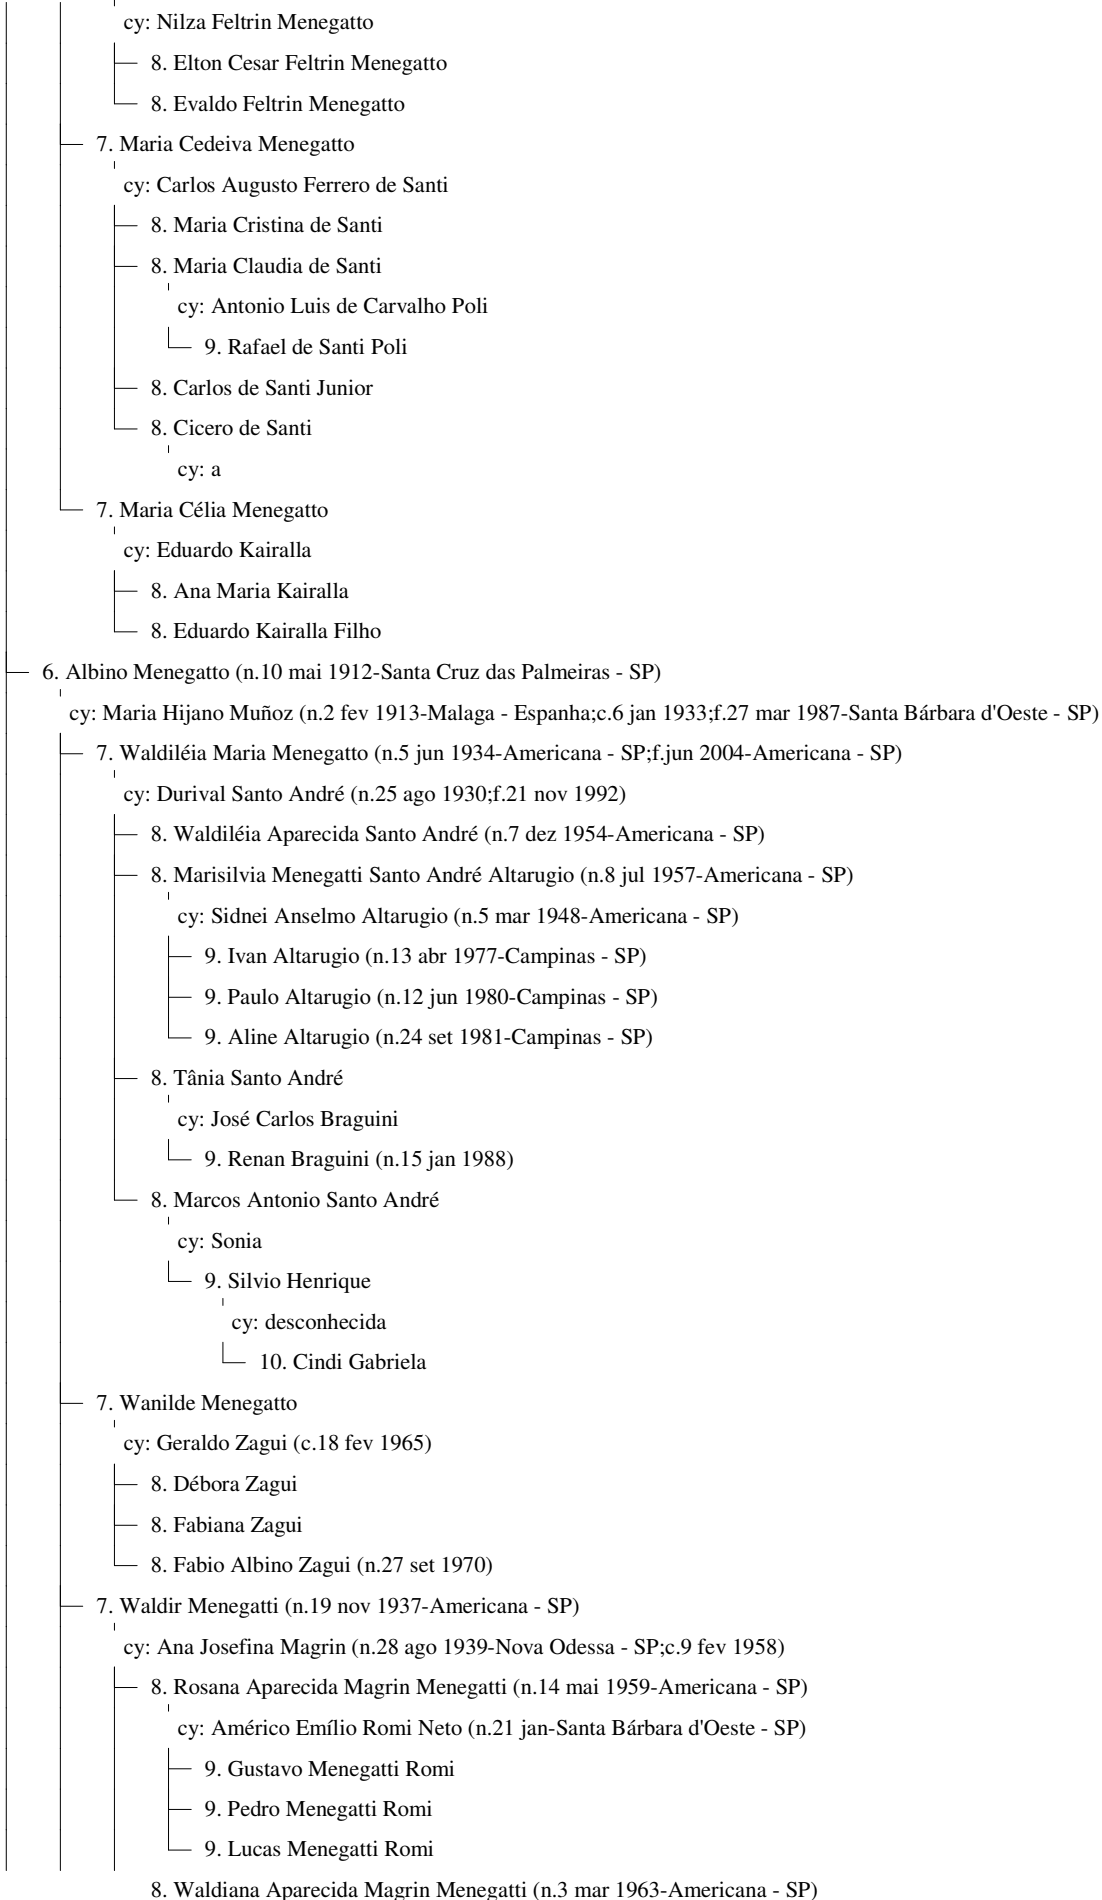 cy: Nilza Feltrin Menegatto
8. Elton Cesar Feltrin Menegatto
8. Evaldo Feltrin Menegatto
7. Maria Cedeiva Menegatto
cy: Carlos Augusto Ferrero de Santi
8. Maria Cristina de Santi
8. Maria Claudia de Santi
cy: Antonio Luis de Carvalho Poli
9. Rafael de Santi Poli
8. Carlos de Santi Junior
8. Cicero de Santi
cy: a
7. Maria Célia Menegatto
cy: Eduardo Kairalla
8. Ana Maria Kairalla
8. Eduardo Kairalla Filho
6. Albino Menegatto (n.10 mai 1912-Santa Cruz das Palmeiras - SP)
cy: Maria Hijano Muñoz (n.2 fev 1913-Malaga - Espanha;c.6 jan 1933;f.27 mar 1987-Santa Bárbara d'Oeste - SP)
7. Waldiléia Maria Menegatto (n.5 jun 1934-Americana - SP;f.jun 2004-Americana - SP)
cy: Durival Santo André (n.25 ago 1930;f.21 nov 1992)
8. Waldiléia Aparecida Santo André (n.7 dez 1954-Americana - SP)
8. Marisilvia Menegatti Santo André Altarugio (n.8 jul 1957-Americana - SP)
cy: Sidnei Anselmo Altarugio (n.5 mar 1948-Americana - SP)
9. Ivan Altarugio (n.13 abr 1977-Campinas - SP)
9. Paulo Altarugio (n.12 jun 1980-Campinas - SP)
9. Aline Altarugio (n.24 set 1981-Campinas - SP)
8. Tânia Santo André
cy: José Carlos Braguini
9. Renan Braguini (n.15 jan 1988)
8. Marcos Antonio Santo André
cy: Sonia
9. Silvio Henrique
cy: desconhecida
10. Cindi Gabriela
7. Wanilde Menegatto
cy: Geraldo Zagui (c.18 fev 1965)
8. Débora Zagui
8. Fabiana Zagui
8. Fabio Albino Zagui (n.27 set 1970)
7. Waldir Menegatti (n.19 nov 1937-Americana - SP)
cy: Ana Josefina Magrin (n.28 ago 1939-Nova Odessa - SP;c.9 fev 1958)
8. Rosana Aparecida Magrin Menegatti (n.14 mai 1959-Americana - SP)
cy: Américo Emílio Romi Neto (n.21 jan-Santa Bárbara d'Oeste - SP)
9. Gustavo Menegatti Romi
9. Pedro Menegatti Romi
9. Lucas Menegatti Romi
8. Waldiana Aparecida Magrin Menegatti (n.3 mar 1963-Americana - SP)